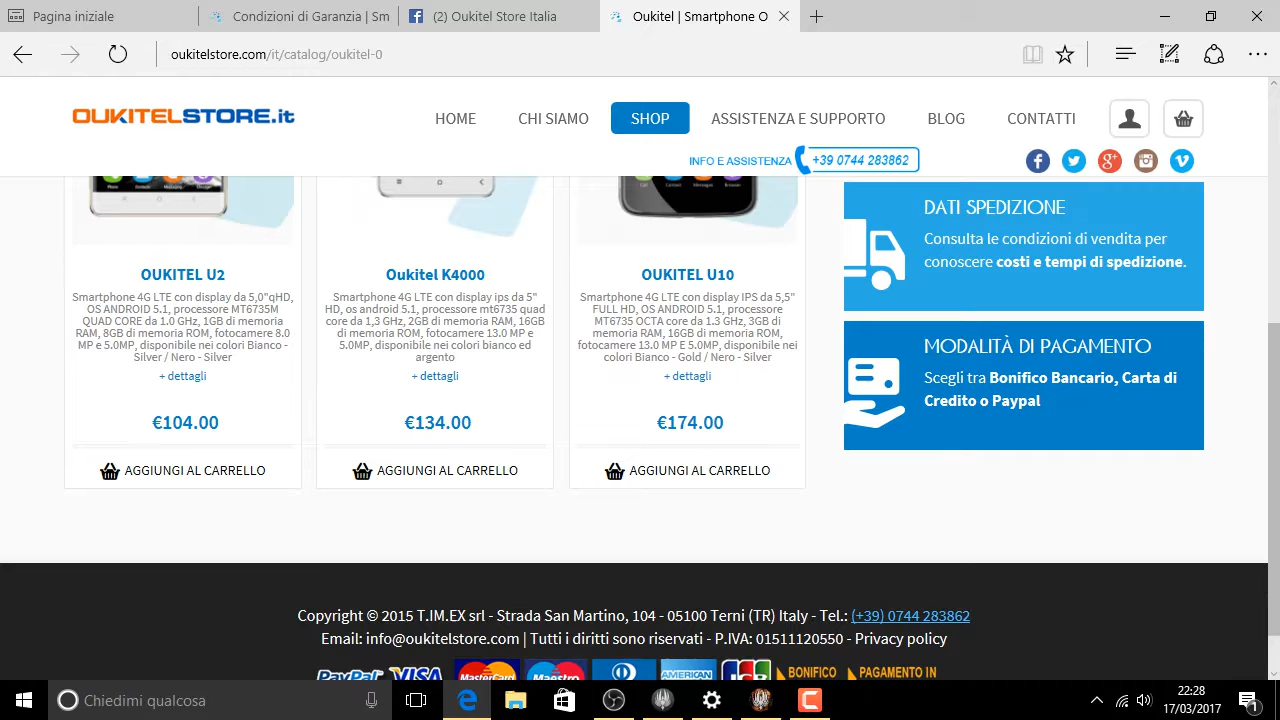 Pagina iniziale
Condizioni di Garanzia | Sm
(2) Oukitel Store Italia
Oukitel | Smartphone O
oukitelstore.com/it/catalog/oukitel-0
OUKITELSTORE.it
HOME
CHI SIAMO
SHOP
ASSISTENZA E SUPPORTO
BLOG
CONTATTI
INFO E ASSISTENZA +39 0744 283862
OUKITEL U2
Smartphone 4G LTE con display da 5,0"qHD,
OS ANDROID 5.1, processore MT6735M
QUAD CORE da 1.0 GHz, 1GB di memoria
RAM, 8GB di memoria ROM, fotocamere 8.0
MP E 5.0MP, disponibile nei colori Bianco -
Silver / Nero - Silver
+ dettagli
€104.00
AGGIUNGI AL CARRELLO
Oukitel K4000
Smartphone 4G LTE con display ips da 5"
HD, os android 5.1, processore mt6735 quad
core da 1,3 GHz, 2GB di memoria RAM, 16GB
di memoria ROM, fotocamere 13.0 MP e
5.0MP, disponibile nei colori bianco ed
argento
+ dettagli
€134.00
AGGIUNGI AL CARRELLO
OUKITEL U10
Smartphone 4G LTE con display IPS da 5,5"
FULL HD, OS ANDROID 5.1, processore
MT6735 OCTA core da 1.3 GHz, 3GB di
memoria RAM, 16GB di memoria ROM,
fotocamere 13.0 MP E 5.0MP, disponibile nei
colori Bianco - Gold / Nero - Silver
+ dettagli
€174.00
AGGIUNGI AL CARRELLO
DATI SPEDIZIONE
Consulta le condizioni di vendita per
conoscere costi e tempi di spedizione.
MODALITÀ DI PAGAMENTO
Scegli tra Bonifico Bancario, Carta di
Credito o Paypal
Copyright © 2015 T.IM.EX srl - Strada San Martino, 104 - 05100 Terni (TR) Italy - Tel.: (+39) 0744 283862
Email: info@oukitelstore.com | Tutti i diritti sono riservati - P.IVA: 01511120550 - Privacy policy
PayPal VISA MasterCard Maestro AMERICAN JCB BONIFICO PAGAMENTO IN
Chiedimi qualcosa
22:28
17/03/2017
1